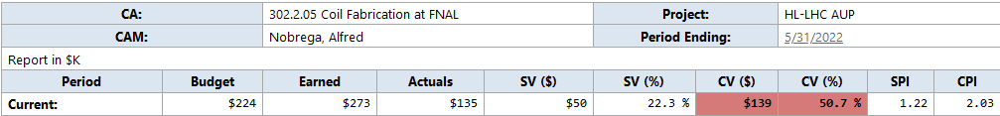 CA: 302.2.05 Coil Fabrication at FNAL Project: HL-LHC AUP
CAM: Nobrega, Alfred Period Ending: 5/31/2022
Report in $K
Period Budget Earned Actuals SV ($) SV (%) CV ($) CV (%) SPI CPI
Current: $224 $273 $135 $50 22.3 % $139 50.7 % 1.22 2.03